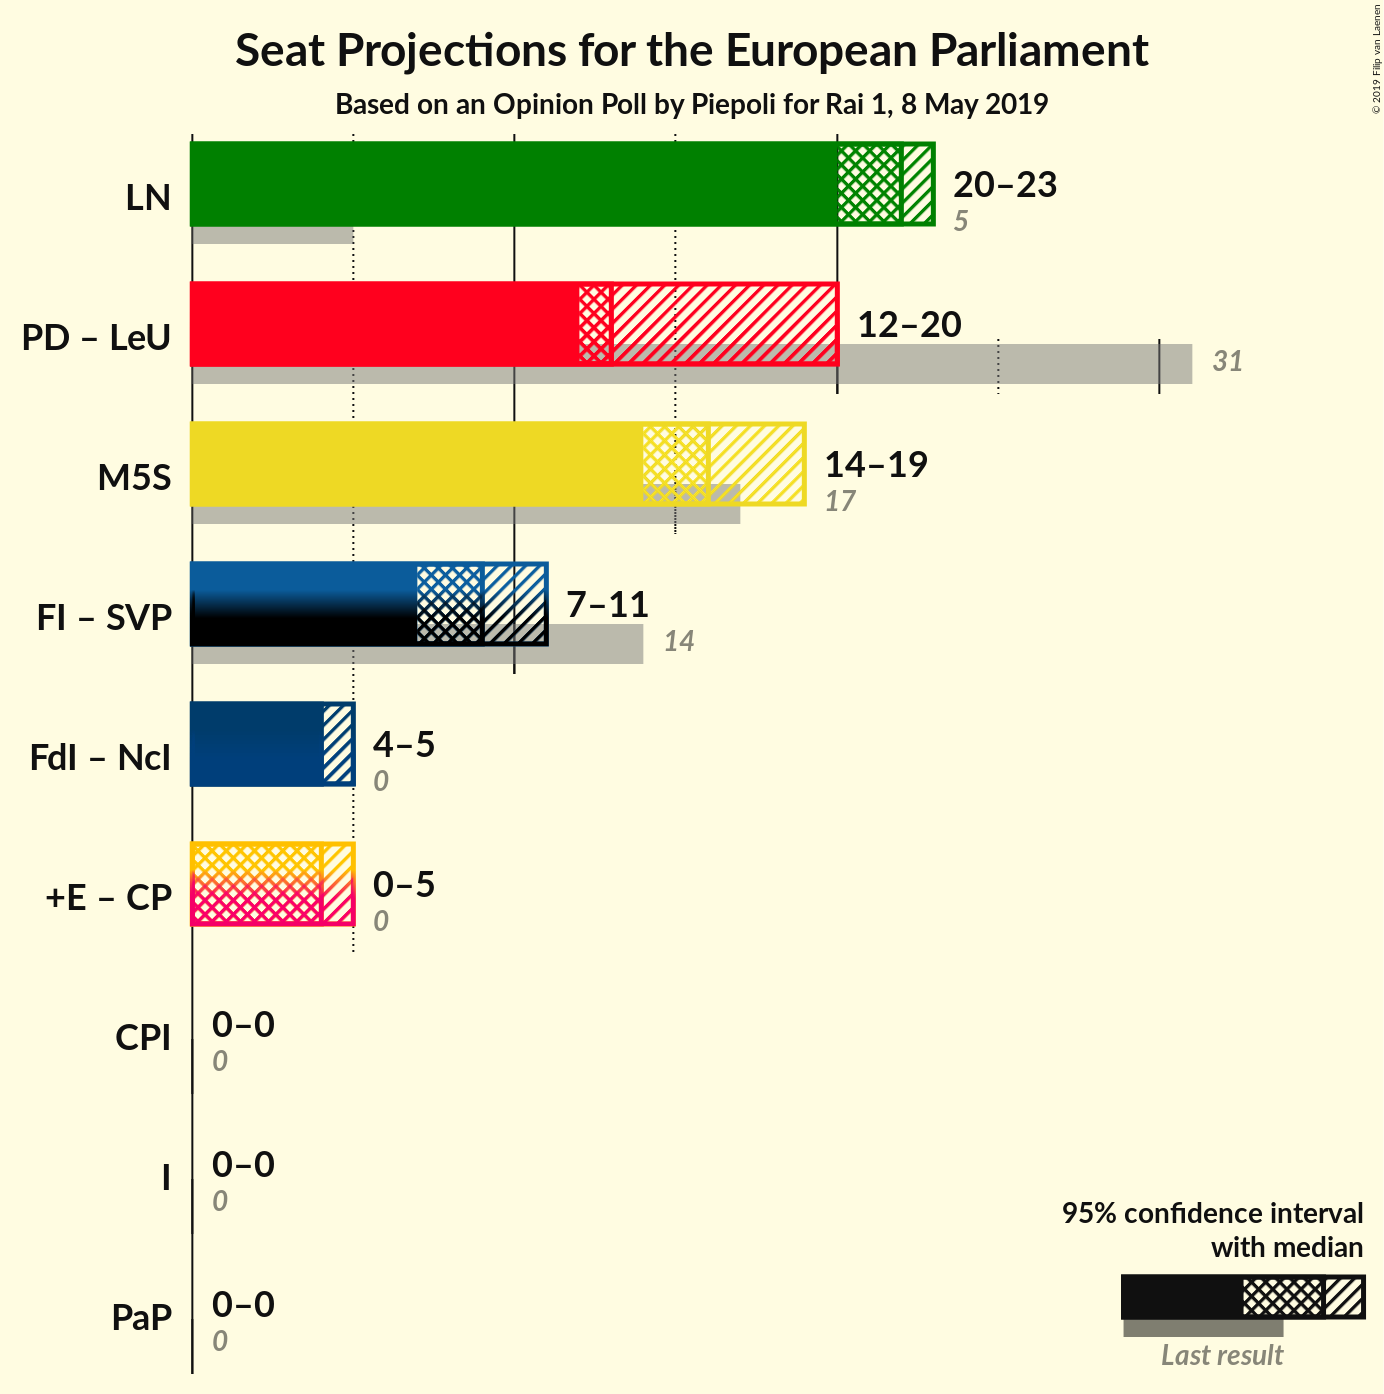 Seat Projections for the European Parliament
Based on an Opinion Poll by Piepoli for Rai 1, 8 May 2019
© 2019 Filip van Laenen
LN
20–23
5
PD – LeU
12–20
31
M5S
14–19
17
FI – SVP
7–11
14
FdI – NcI
4–5
0
+E – CP
0–5
0
CPI
0–0
0
I
0–0
0
PaP
0–0
0
95% confidence interval
with median
Last result